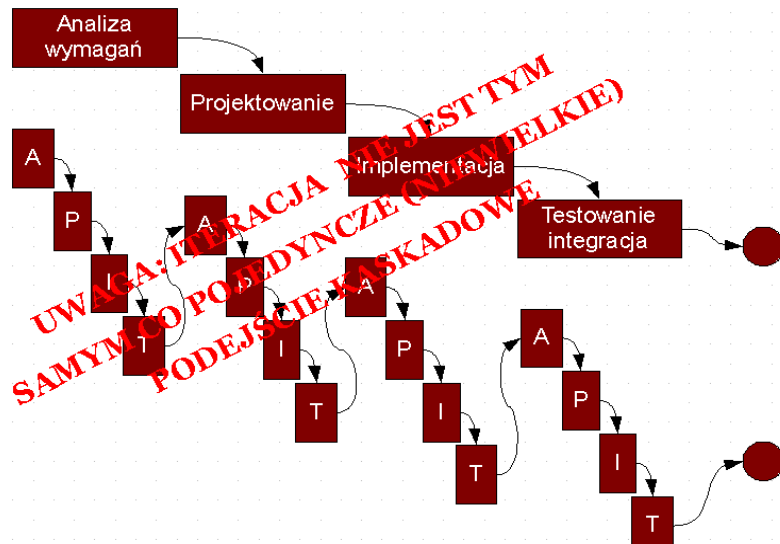 Analiza
wymagań
Projektowanie
Implementacja
Testowanie
integracja
A
P
I
T
A
P
I
T
A
P
I
T
A
P
I
T
UWAGA: ITERACJA NIE JEST TYM
SAMYM CO POJEDYNCZE (NIEWIELKIE)
PODEJŚCIE KASKADOWE